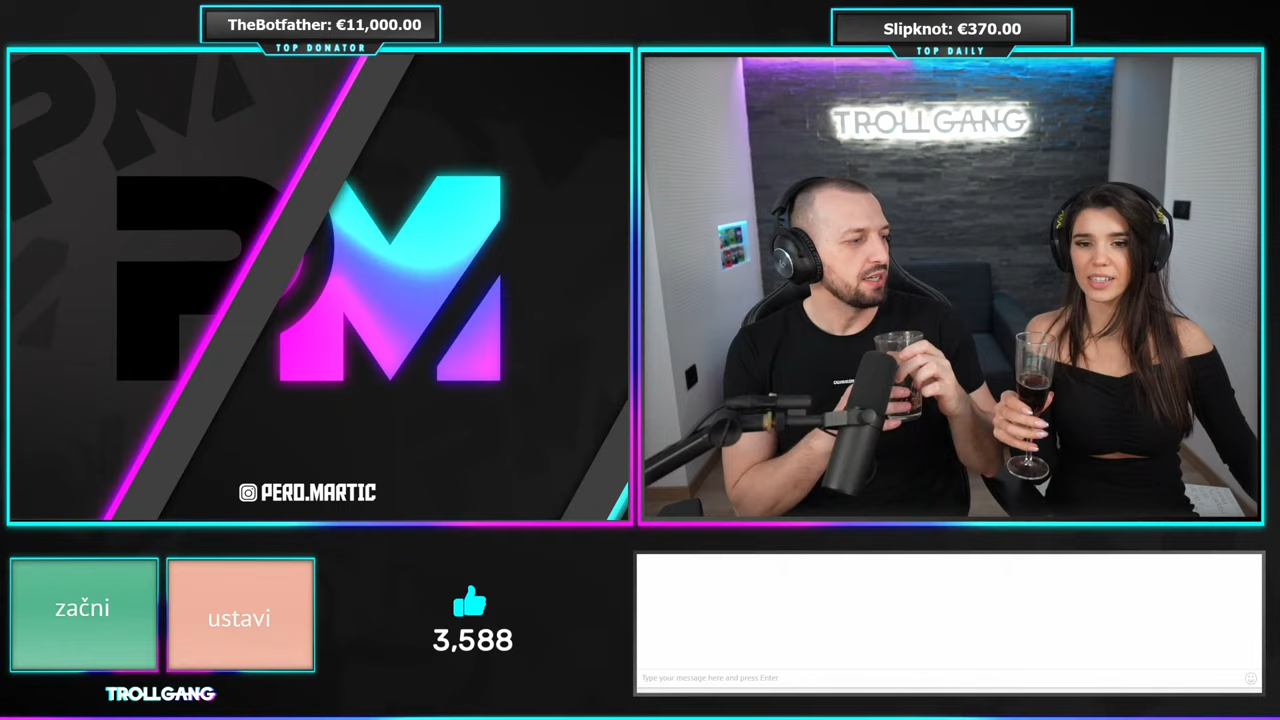 TheBotfather: €11,000.00
TOP DONATOR
Slipknot: €370.00
TOP DAILY
PM
PERO.MARTIC
TROLLGANG
začni
ustavi
3,588
TROLLGANG
Type your message here and press Enter